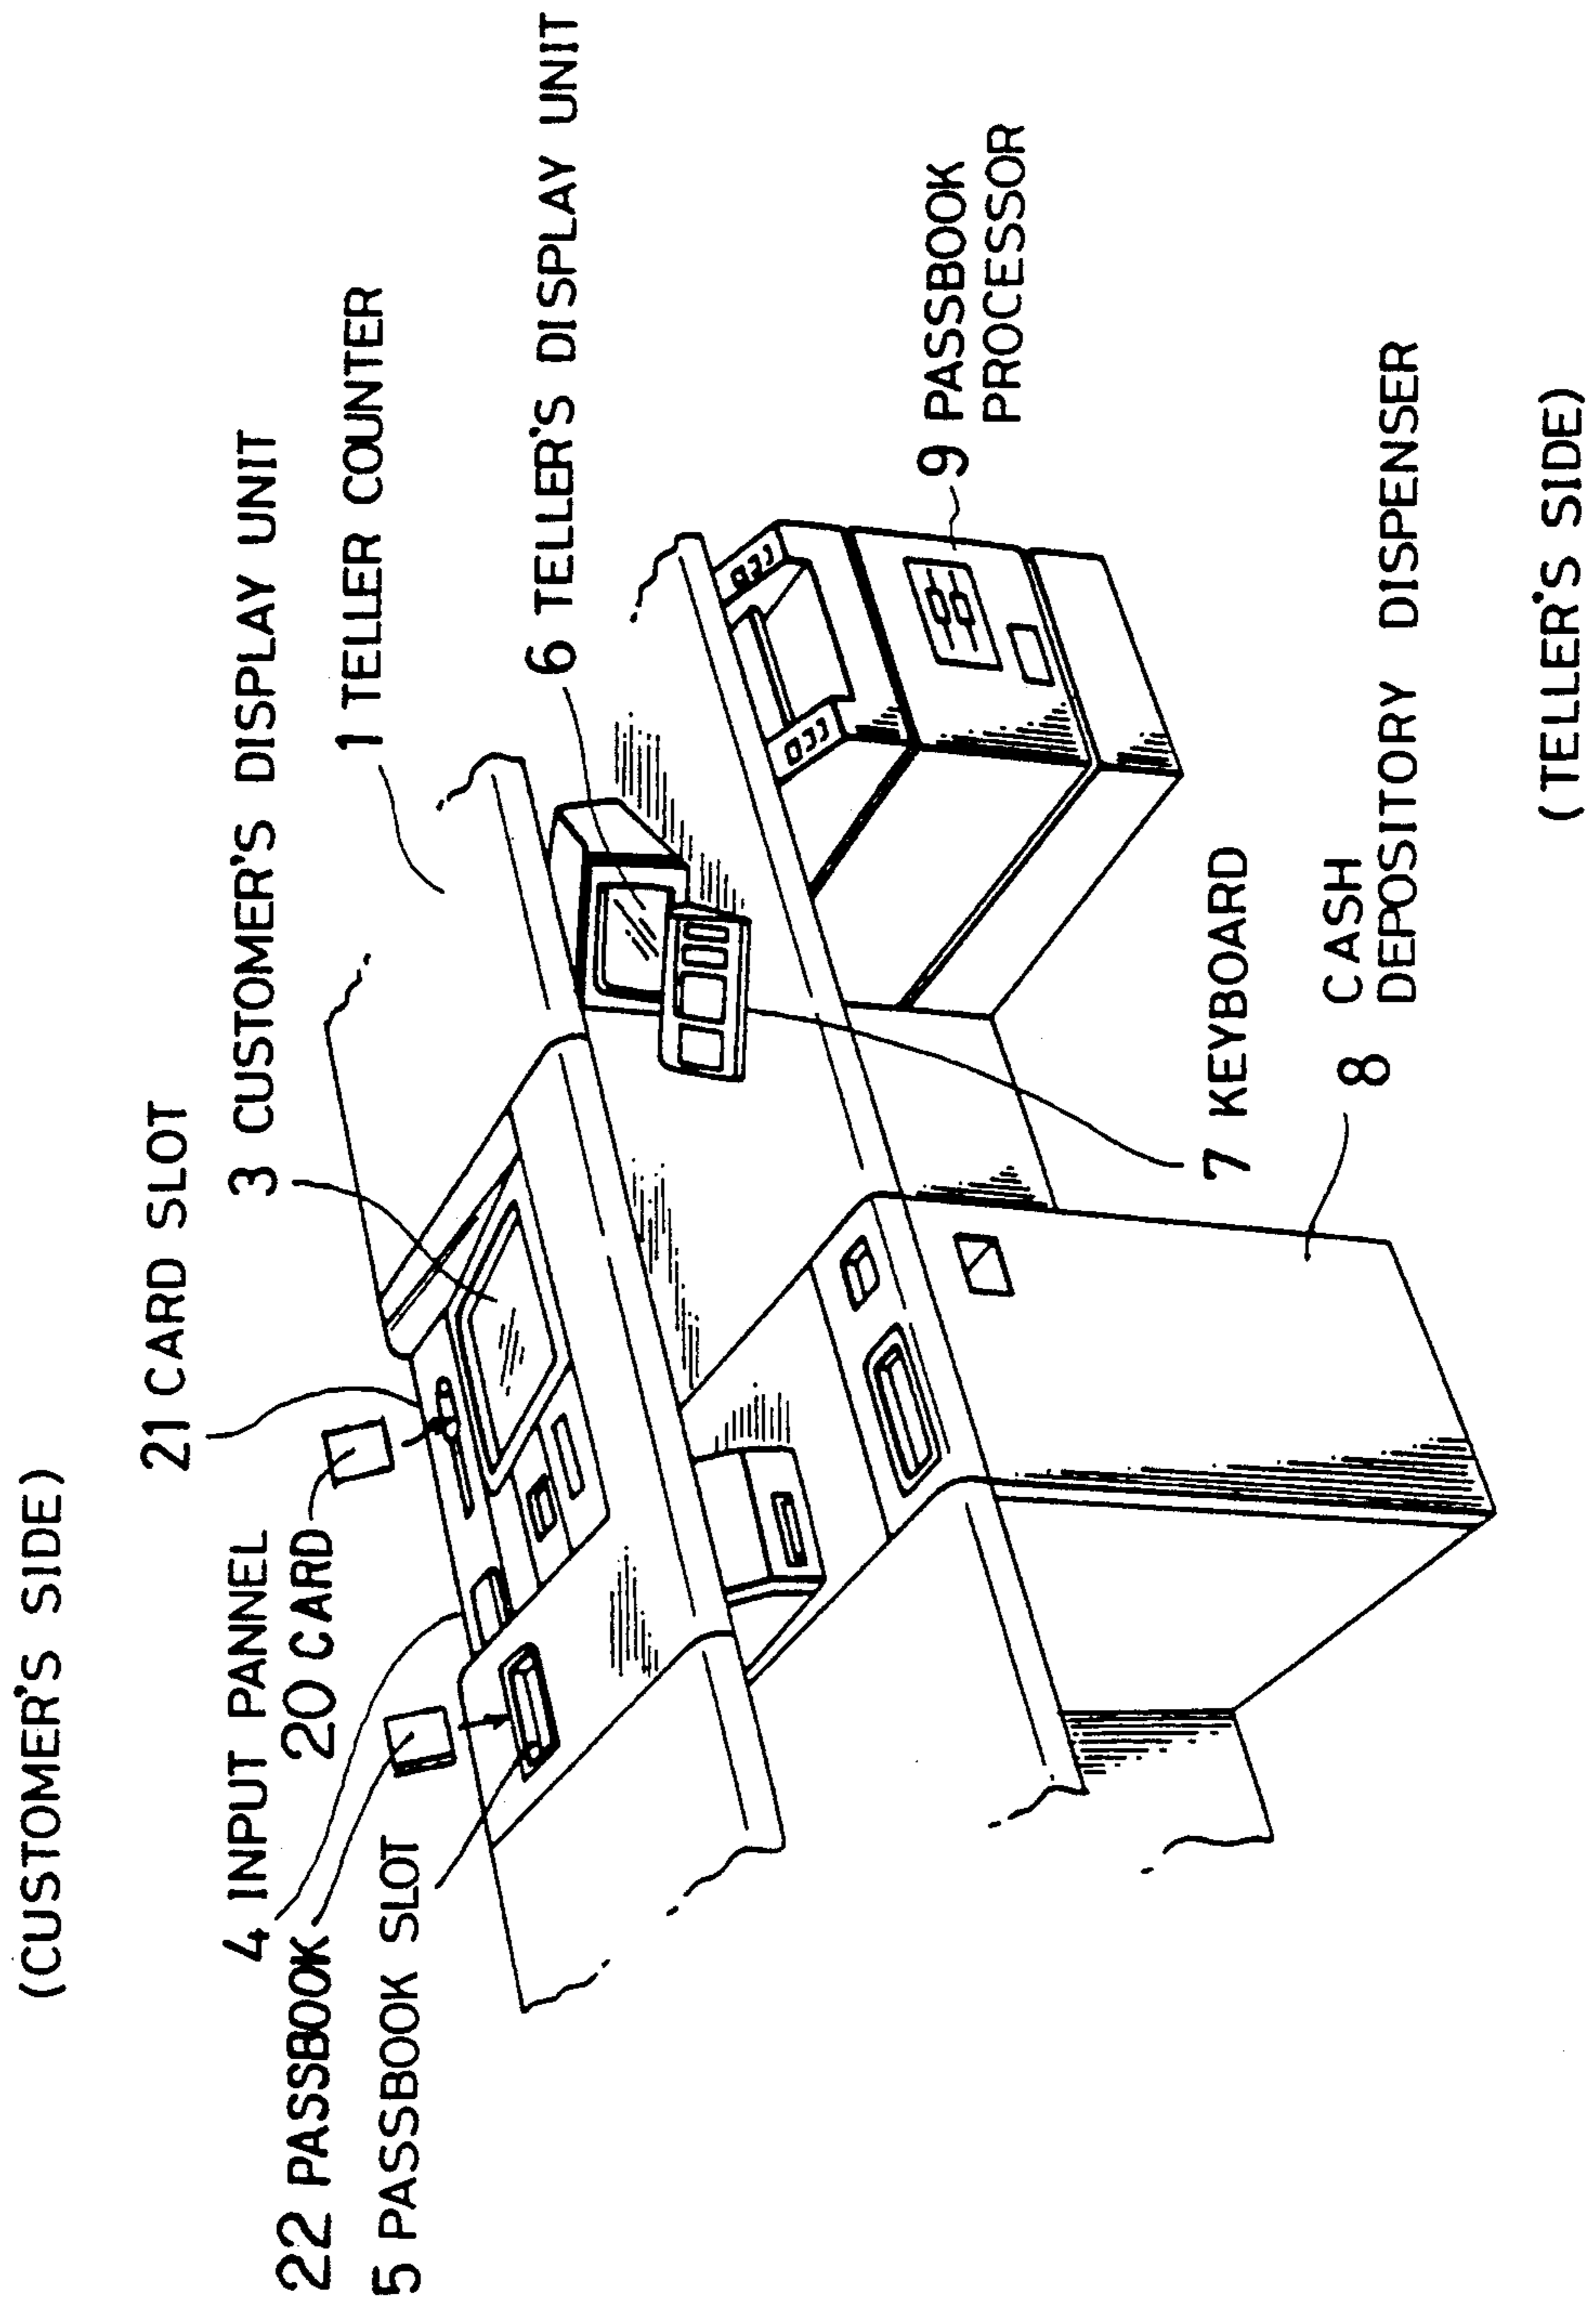 (CUSTOMER'S SIDE)
21 CARD SLOT
3 CUSTOMER'S DISPLAY UNIT
4 INPUT PANNEL
20 CARD
1 TELLER COUNTER
22 PASSBOOK
5 PASSBOOK SLOT
6 TELLER'S DISPLAY UNIT
9 PASSBOOK
PROCESSOR
7 KEYBOARD
8 CASH
DEPOSITORY DISPENSER
(TELLER'S SIDE)